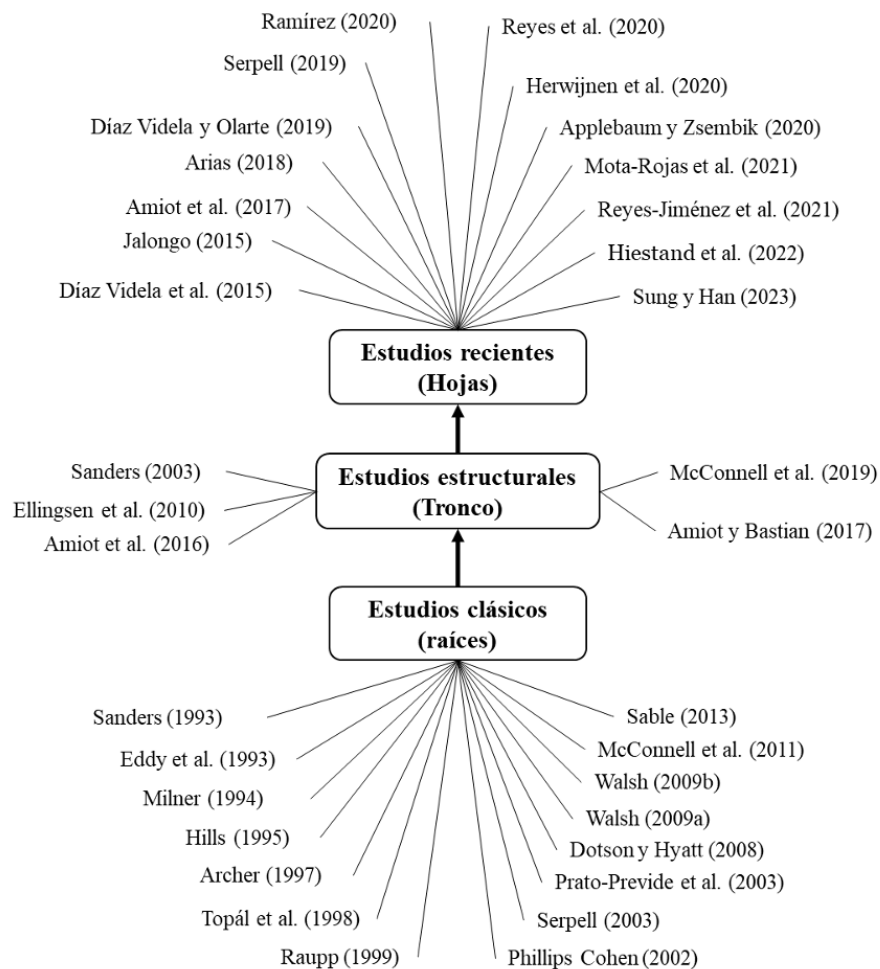 Ramírez (2020)
Reyes et al. (2020)
Serpell (2019)
Herwijnen et al. (2020)
Díaz Videla y Olarte (2019)
Applebaum y Zsembik (2020)
Arias (2018)
Mota-Rojas et al. (2021)
Amiot et al. (2017)
Reyes-Jiménez et al. (2021)
Jalongo (2015)
Hiestand et al. (2022)
Díaz Videla et al. (2015)
Sung y Han (2023)
Estudios recientes
(Hojas)
Sanders (2003)
Ellingsen et al. (2010)
Amiot et al. (2016)
Estudios estructurales
(Tronco)
McConnell et al. (2019)
Amiot y Bastian (2017)
Estudios clásicos
(raíces)
Sanders (1993)
Sable (2013)
Eddy et al. (1993)
McConnell et al. (2011)
Milner (1994)
Walsh (2009b)
Hills (1995)
Walsh (2009a)
Archer (1997)
Dotson y Hyatt (2008)
Prato-Previde et al. (2003)
Topál et al. (1998)
Serpell (2003)
Raupp (1999)
Phillips Cohen (2002)